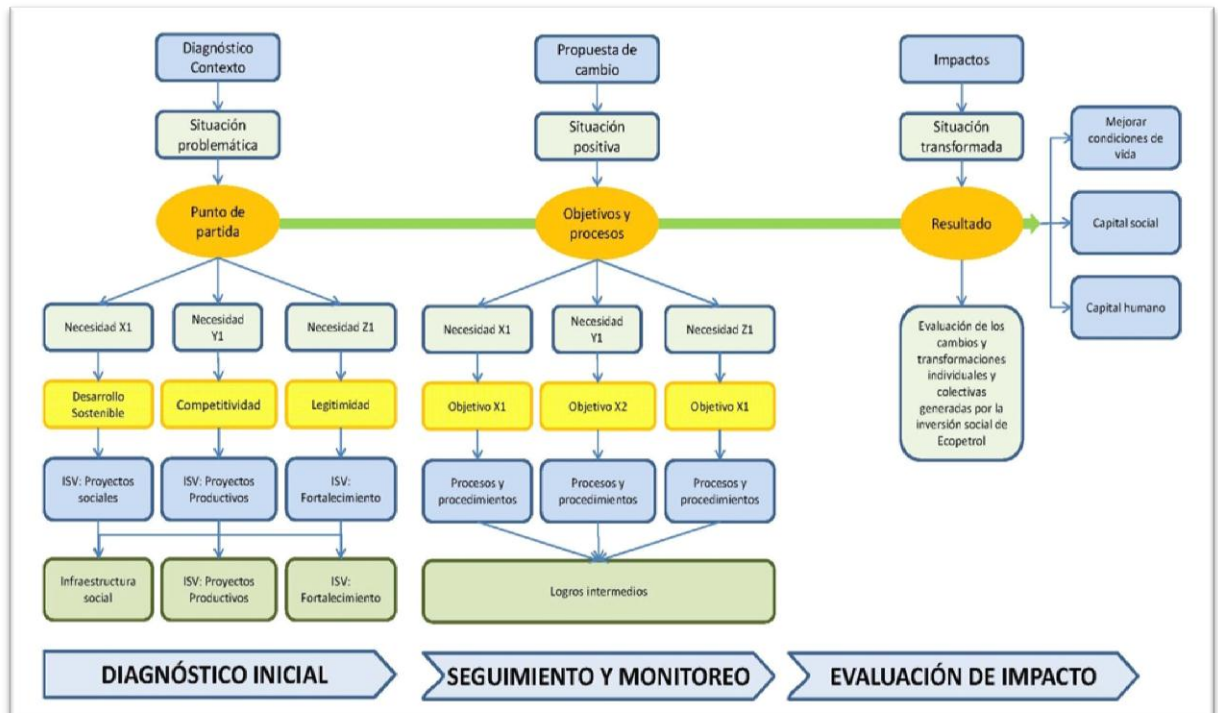 Diagnóstico
Contexto
Situación
problemática
Punto de
partida
Necesidad X1
Necesidad
Y1
Necesidad Z1
Desarrollo
Sostenible
Competitividad
Legitimidad
ISV: Proyectos
sociales
ISV: Proyectos
Productivos
ISV:
Fortalecimiento
Infraestructura
social
ISV: Proyectos
Productivos
ISV:
Fortalecimiento
DIAGNÓSTICO INICIAL
Propuesta de
cambio
Situación
positiva
Objetivos y
procesos
Necesidad X1
Necesidad
Y1
Necesidad Z1
Objetivo X1
Objetivo X2
Objetivo X1
Procesos y
procedimientos
Procesos y
procedimientos
Procesos y
procedimientos
Logros intermedios
SEGUIMIENTO Y MONITOREO
Impactos
Situación
transformada
Resultado
Mejorar
condiciones de
vida
Capital social
Capital humano
Evaluación de los
cambios y
transformaciones
individuales y
colectivas
generadas por la
inversión social de
Ecopetrol
EVALUACIÓN DE IMPACTO